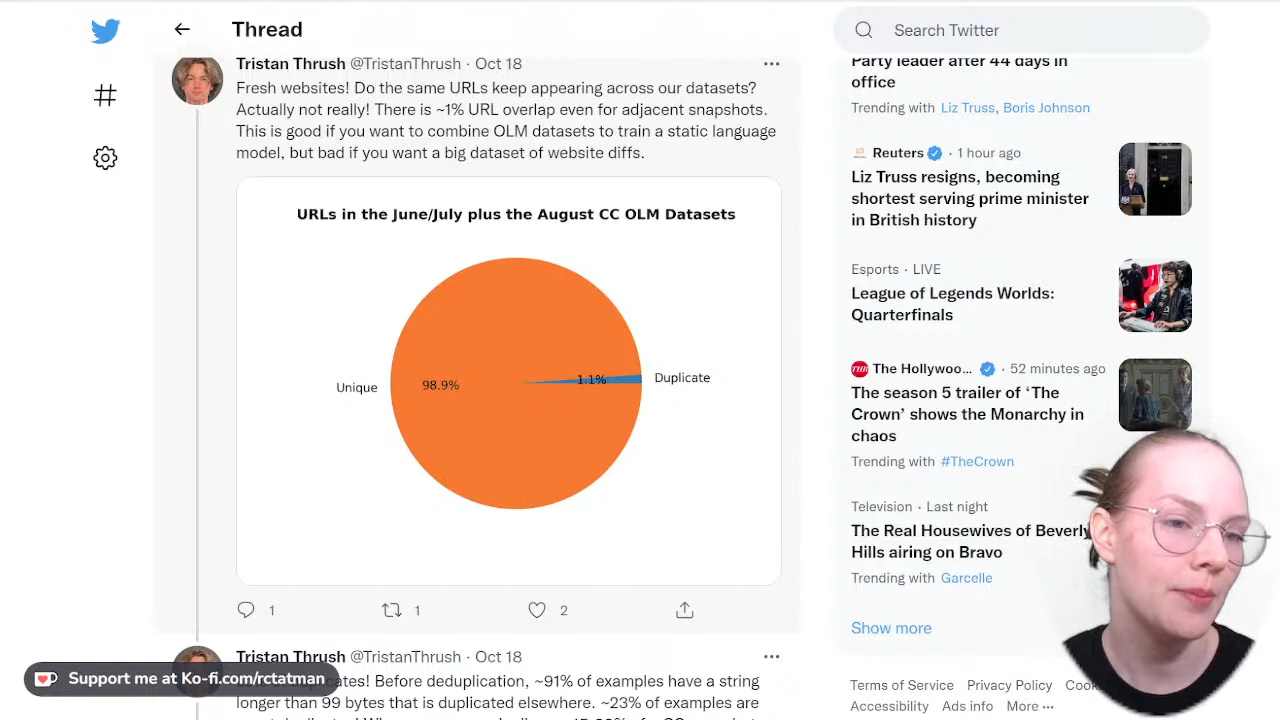 Thread
Tristan Thrush @TristanThrush · Oct 18
Fresh websites! Do the same URLs keep appearing across our datasets?
Actually not really! There is ~1% URL overlap even for adjacent snapshots.
This is good if you want to combine OLM datasets to train a static language
model, but bad if you want a big dataset of website diffs.
URLs in the June/July plus the August CC OLM Datasets
Unique
98.9%
1.1%
Duplicate
1
1
2
Tristan Thrush @TristanThrush · Oct 18
cates! Before deduplication, ~91% of examples have a string
longer than 99 bytes that is duplicated elsewhere. ~23% of examples are
Support me at Ko-fi.com/rctatman
Search Twitter
Party leader after 44 days in
office
Trending with Liz Truss, Boris Johnson
Reuters · 1 hour ago
Liz Truss resigns, becoming
shortest serving prime minister
in British history
Esports · LIVE
League of Legends Worlds:
Quarterfinals
The Hollywoo... · 52 minutes ago
The season 5 trailer of ‘The
Crown’ shows the Monarchy in
chaos
Trending with #TheCrown
Television · Last night
The Real Housewives of Beverly
Hills airing on Bravo
Trending with Garcelle
Show more
Terms of Service Privacy Policy
Accessibility Ads info More ···